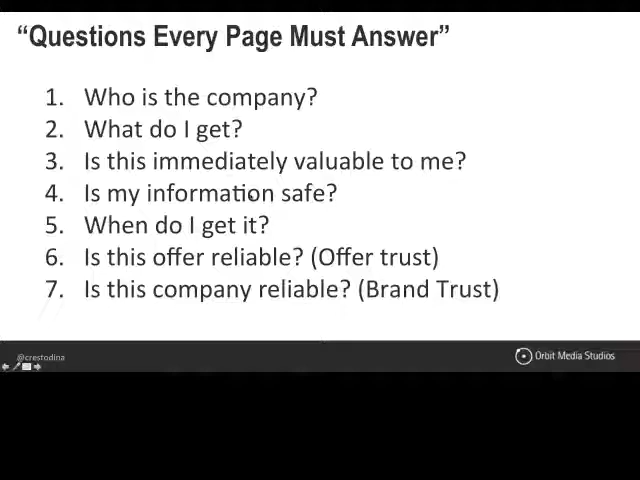 “Questions Every Page Must Answer”
1. Who is the company?
2. What do I get?
3. Is this immediately valuable to me?
4. Is my information safe?
5. When do I get it?
6. Is this offer reliable? (Offer trust)
7. Is this company reliable? (Brand Trust)
@crestodina
Orbit Media Studios